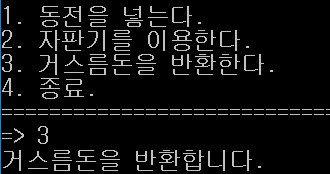 1. 동전을 넣는다.
2. 자판기를 이용한다.
3. 거스름돈을 반환한다.
4. 종료.
=================================
=> 3
거스름돈을 반환합니다.